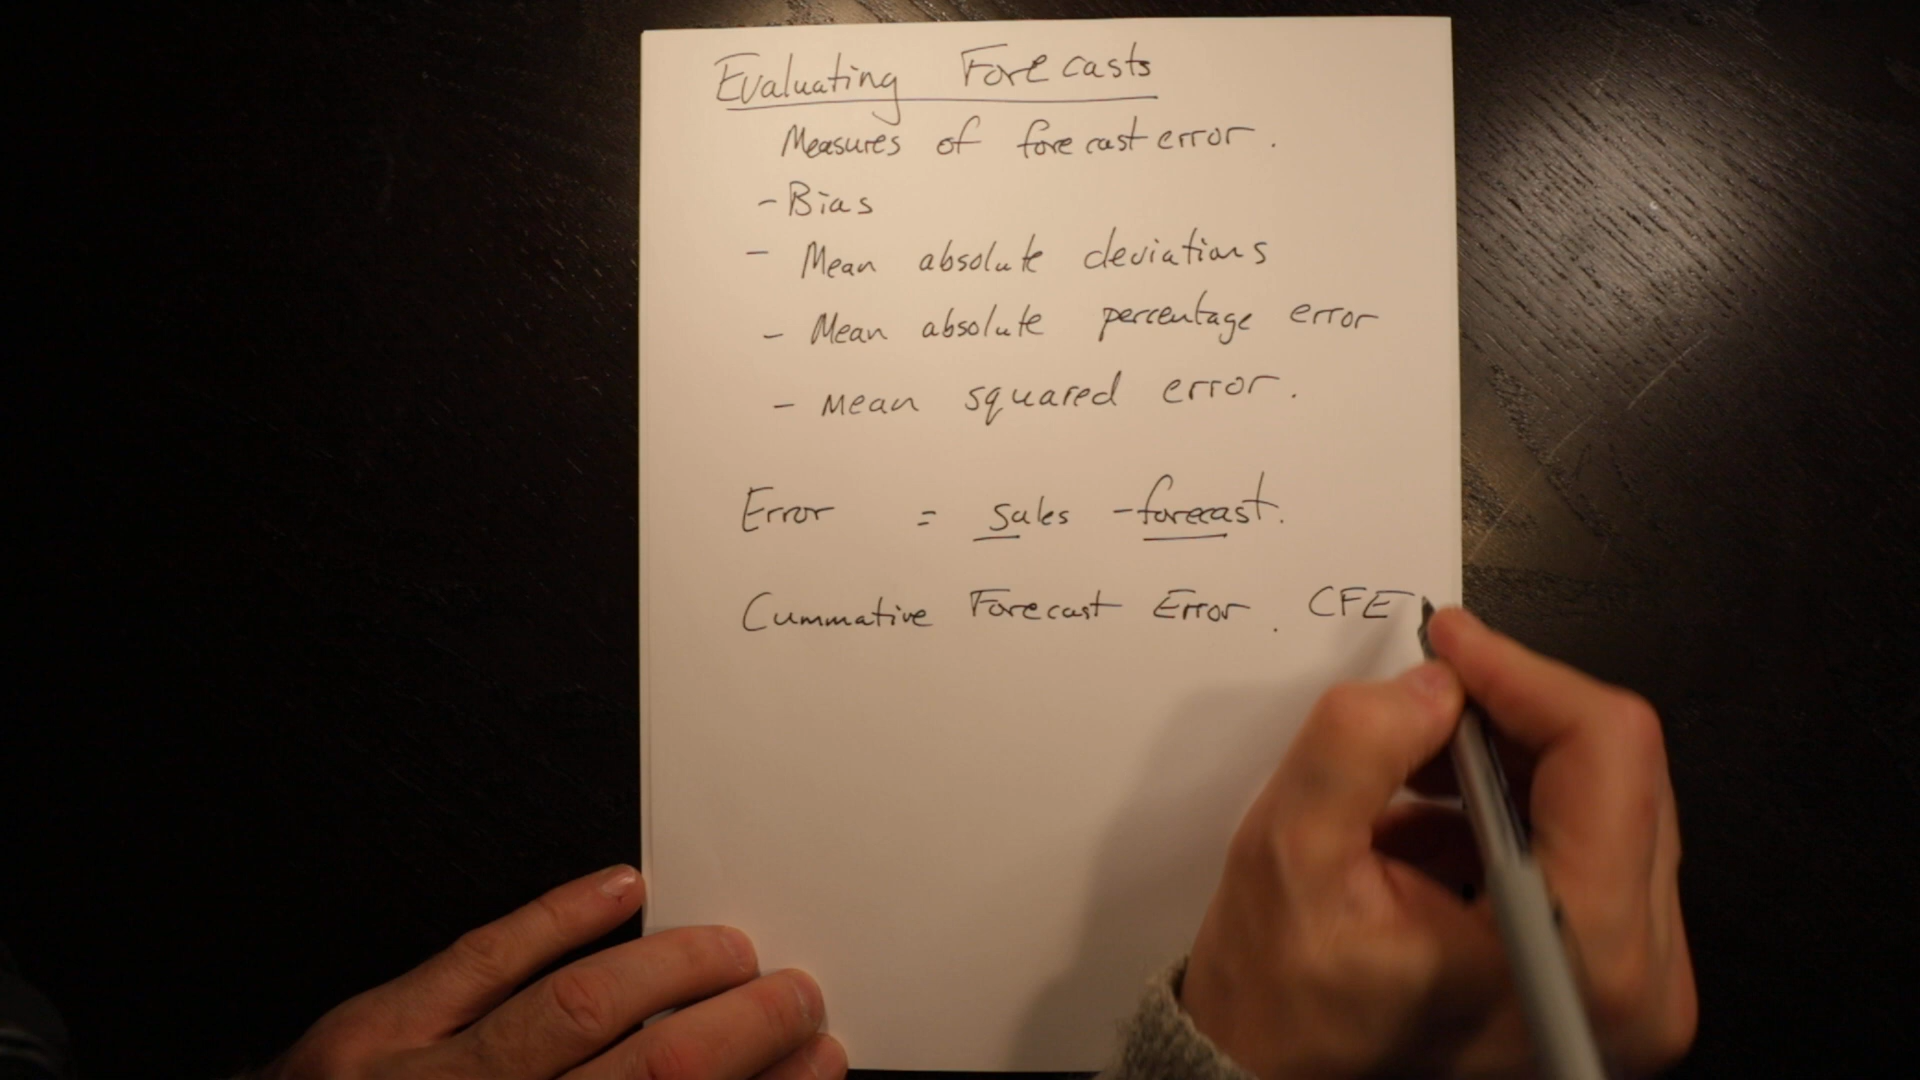 Evaluating Forecasts
Measures of forecast error.
- Bias
- Mean absolute deviations
- Mean absolute percentage error
- Mean squared error.
Error = sales - forecast.
Cummative Forecast Error. CFE